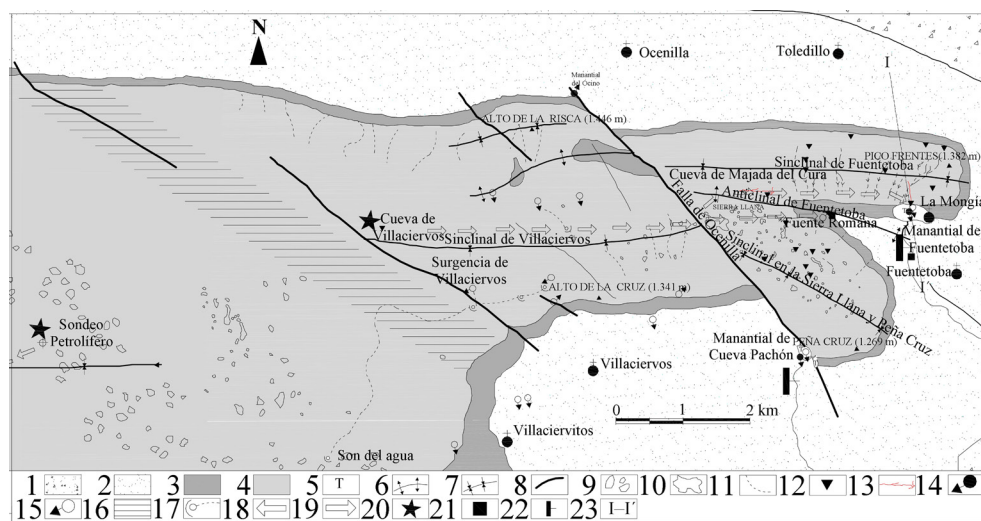 N
Ocenilla
Toledillo
I
Manantial
del Ocino
ALTO DE LA RISCA (1.446 m)
PICO FRENTES (1.382 m)
Sinclinal de Fuentetoba
Cueva de Majada del Cura
Anticlinal de Fuentetoba
SIERRA LLANA
La Mongía
Fuente Romana
Falla de Ocenilla
Cueva de
Villaciervos
Sinclinal de Villaciervos
Manantial de
Fuentetoba
Surgencia de
Villaciervos
Sinclinal en la Sierra Llana y Peña Cruz
Fuentetoba
I
ALTO DE LA CRUZ (1.341 m)
Sondeo
Petrolífero
Manantial de
Cueva Pachón
PEÑA CRUZ (1.269 m)
Villaciervos
0 1 2 km
Villaciervitos
Son del agua
1 2 3 4 5 T 6 7 8 9 10 11 12 13 14
15 16 17 18 19 20 21 22 23 I–I′